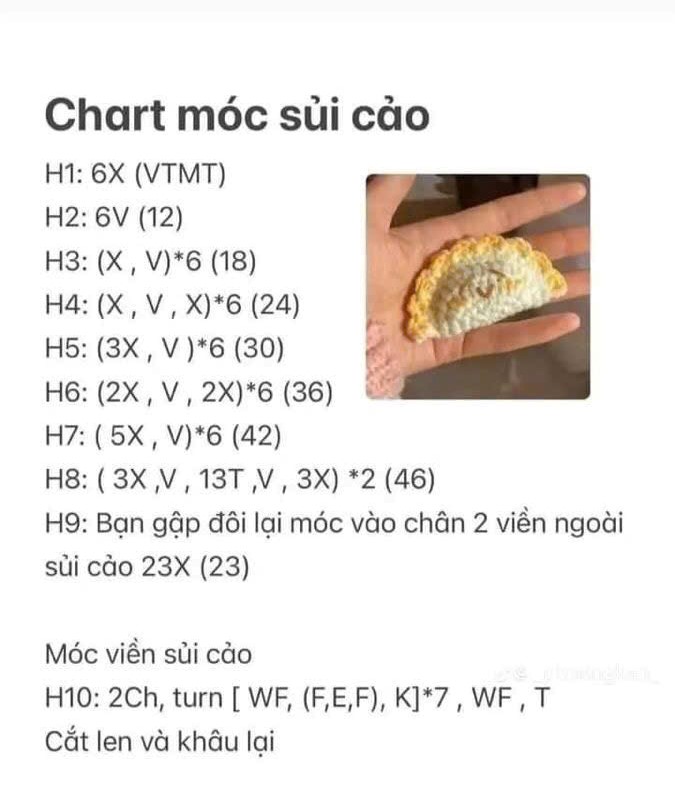 Chart móc sủi cảo
H1: 6X (VTMT)
H2: 6V (12)
H3: (X , V)*6 (18)
H4: (X , V , X)*6 (24)
H5: (3X , V )*6 (30)
H6: (2X , V , 2X)*6 (36)
H7: ( 5X , V)*6 (42)
H8: ( 3X ,V , 13T ,V , 3X) *2 (46)
H9: Bạn gập đôi lại móc vào chân 2 viền ngoài
sủi cảo 23X (23)
Móc viền sủi cảo
H10: 2Ch, turn [ WF, (F,E,F), K]*7 , WF , T
Cắt len và khâu lại